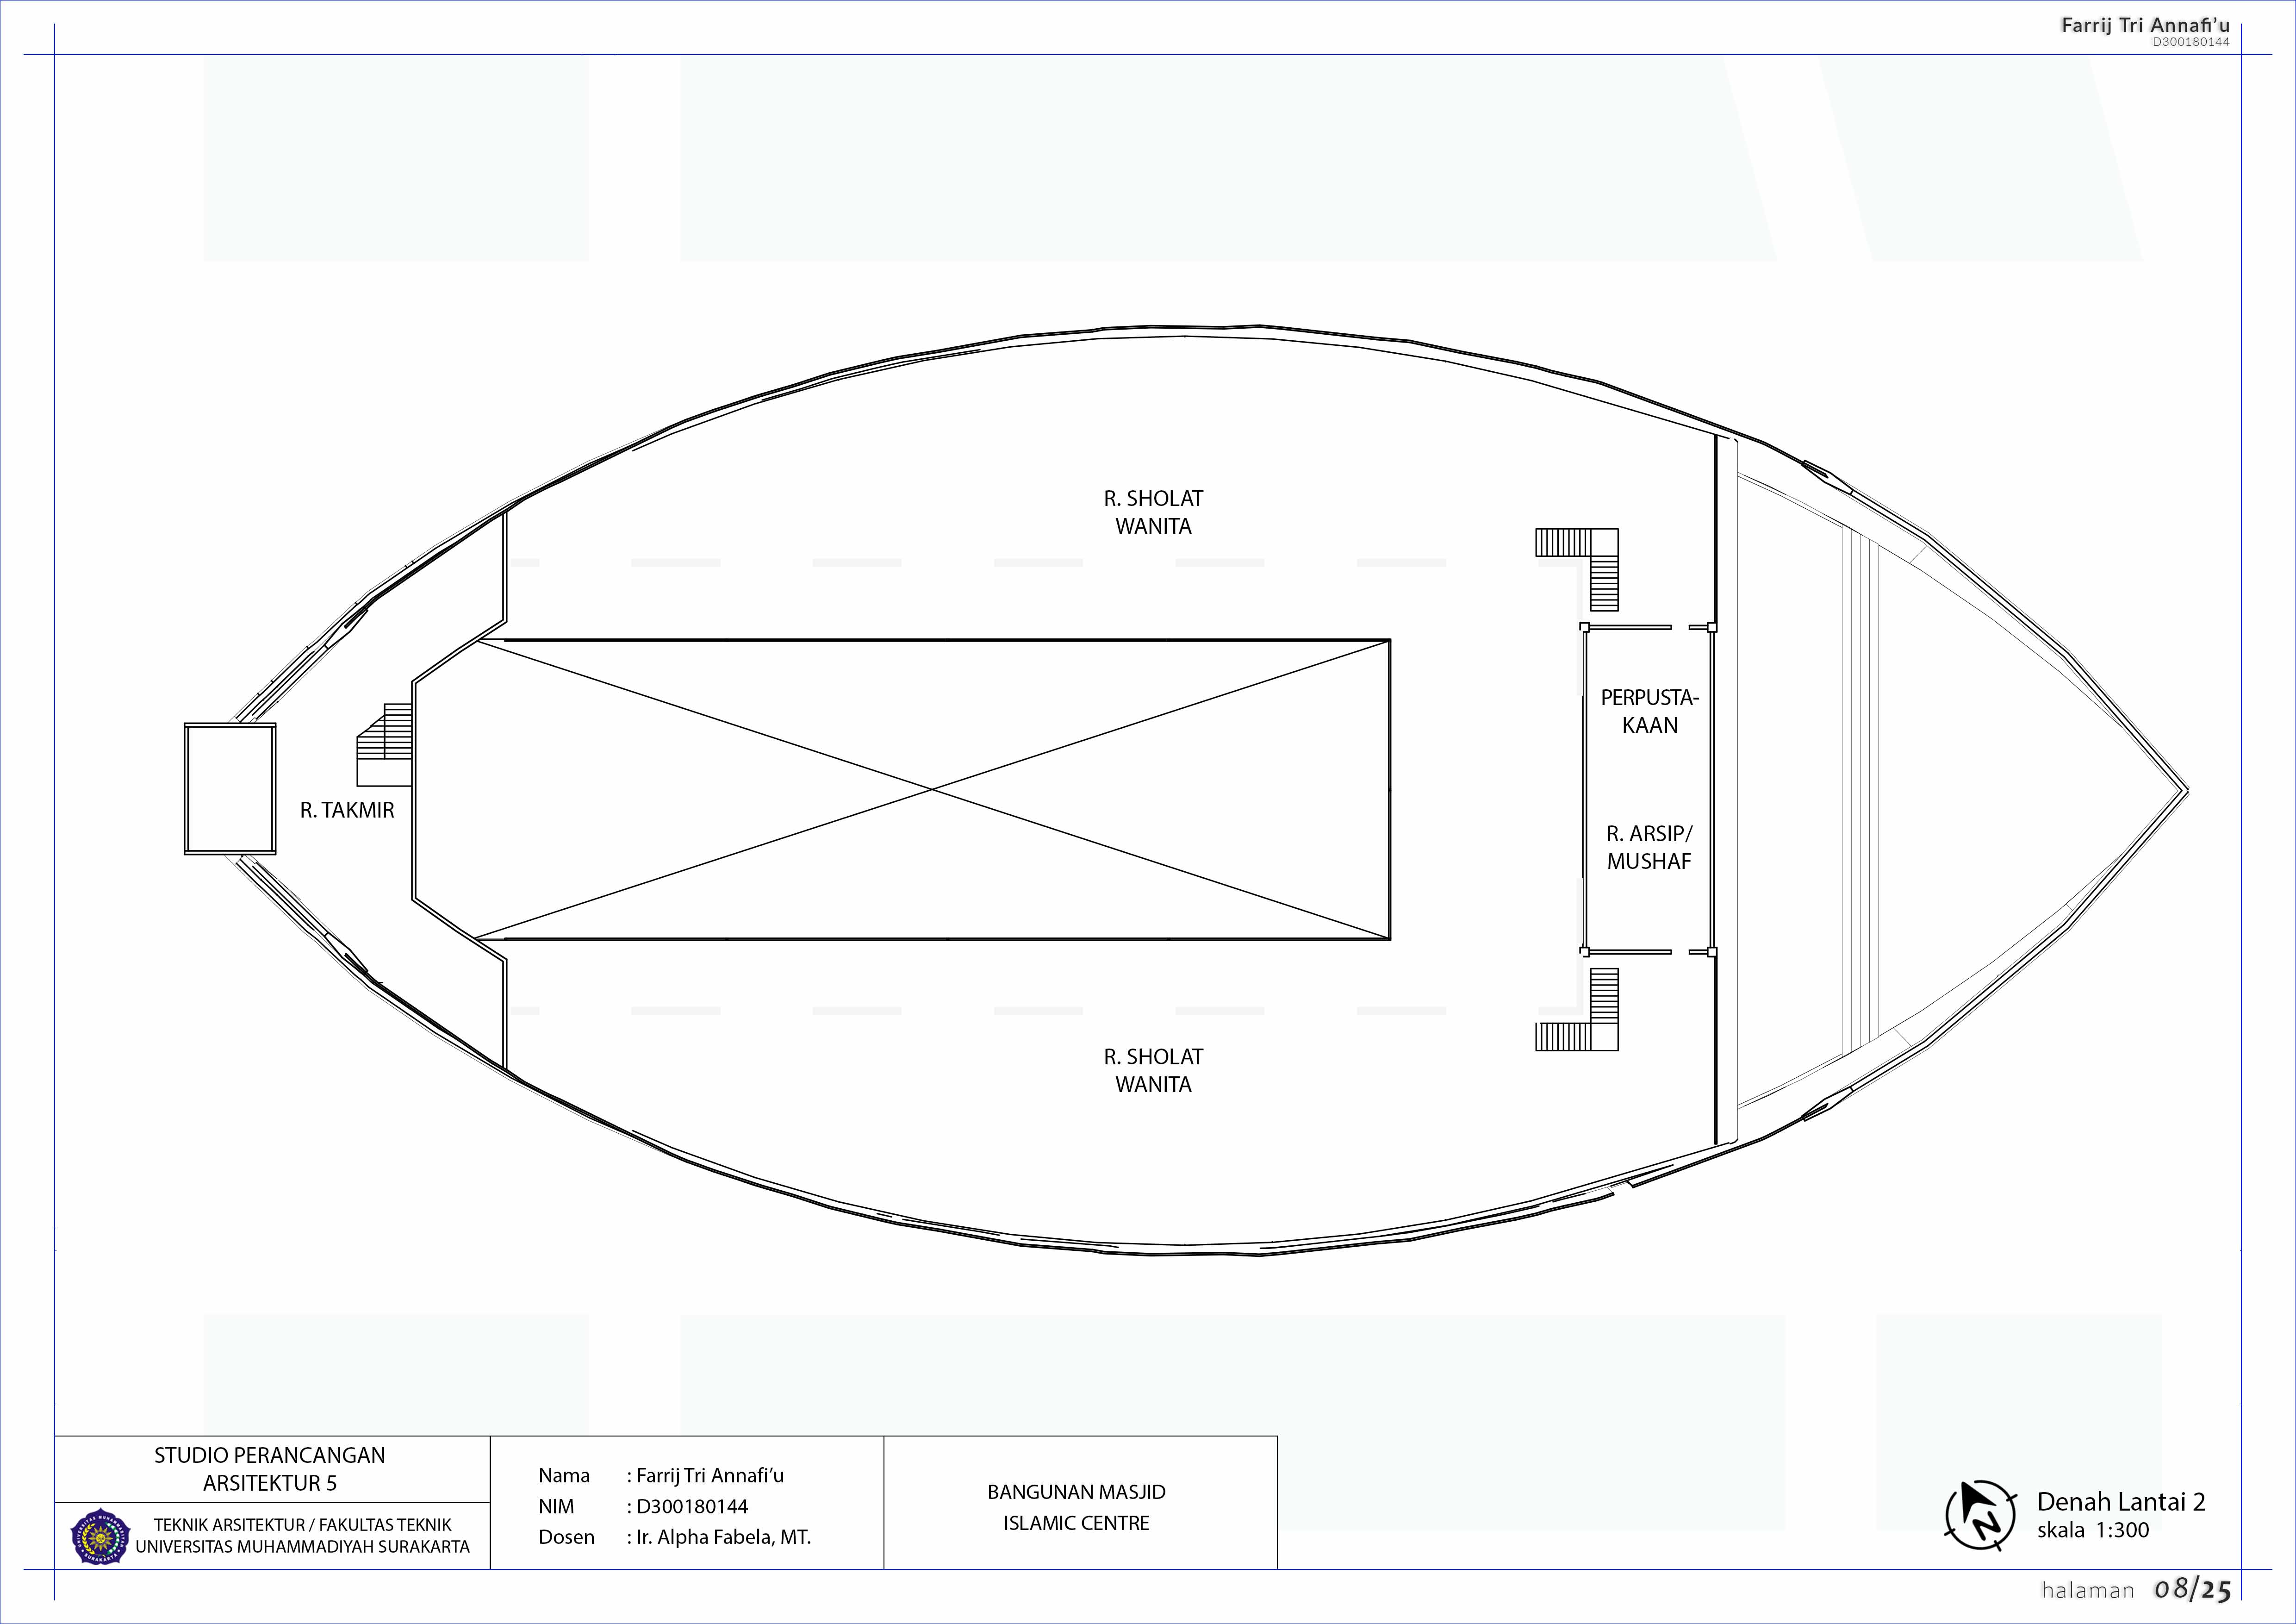 Farrij Tri Annafi’u
D300180144
R. SHOLAT
WANITA
PERPUSTA-
KAAN
R. TAKMIR
R. ARSIP/
MUSHAF
R. SHOLAT
WANITA
STUDIO PERANCANGAN
ARSITEKTUR 5
TEKNIK ARSITEKTUR / FAKULTAS TEKNIK
UNIVERSITAS MUHAMMADIYAH SURAKARTA
Nama : Farrij Tri Annafi’u
NIM : D300180144
Dosen : Ir. Alpha Fabela, MT.
BANGUNAN MASJID
ISLAMIC CENTRE
N
Denah Lantai 2
skala 1:300
halaman 08/25